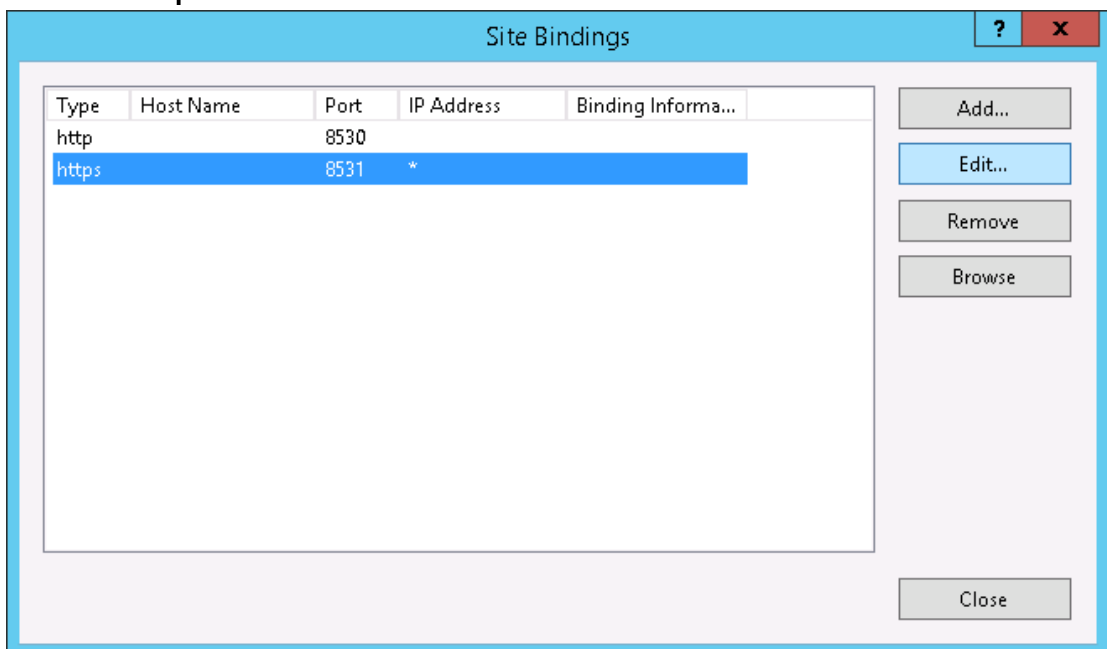 Site Bindings
? x
Type Host Name Port IP Address Binding Informa...
http 8530
https 8531 *
Add...
Edit...
Remove
Browse
Close